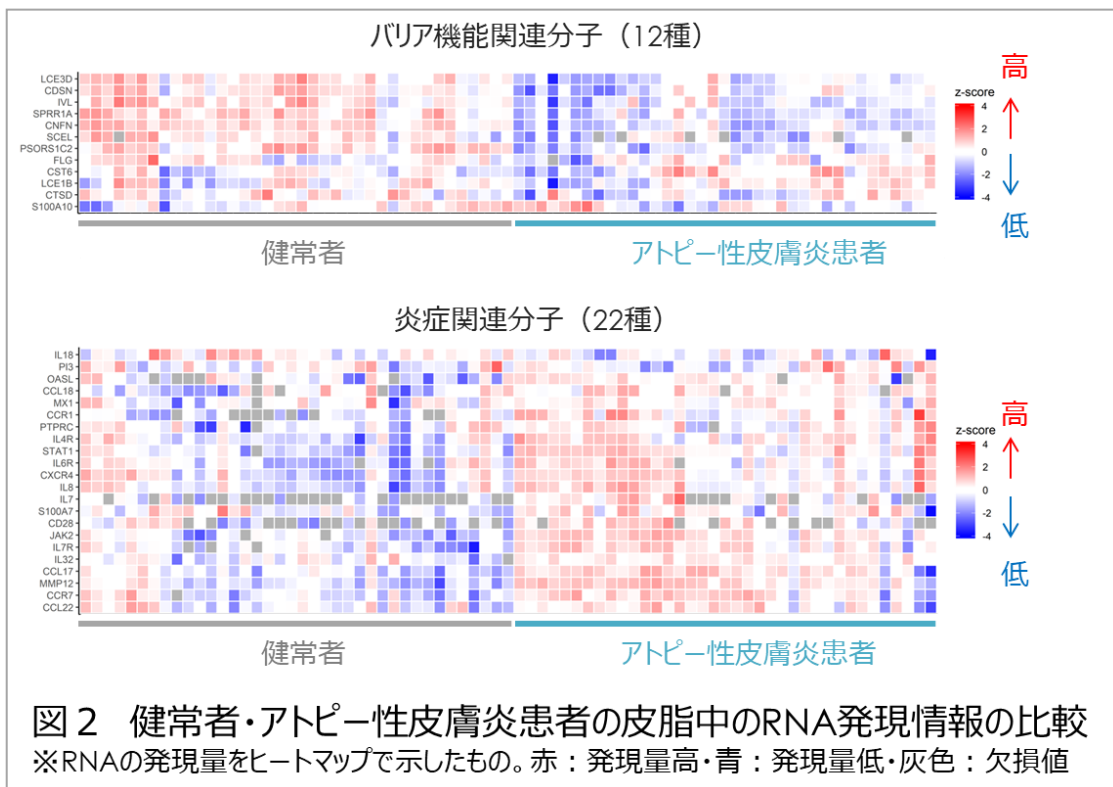 バリア機能関連分子（12種）
LCE3D
CDSN
IVL
SPRR1A
CNFN
SCEL
PSORS1C2
FLG
CST6
LCE1B
CTSD
S100A10
z-score
4
2
0
-2
-4
高
低
健常者
アトピー性皮膚炎患者
炎症関連分子（22種）
IL18
PI3
OASL
CCL18
MX1
CCR1
PTPRC
IL4R
STAT1
IL6R
CXCR4
IL8
IL7
S100A7
CD28
JAK2
IL7R
IL32
CCL17
MMP12
CCR7
CCL22
z-score
4
2
0
-2
-4
高
低
健常者
アトピー性皮膚炎患者
図２　健常者・アトピー性皮膚炎患者の皮脂中のRNA発現情報の比較
※RNAの発現量をヒートマップで示したもの。赤：発現量高・青：発現量低・灰色：欠損値